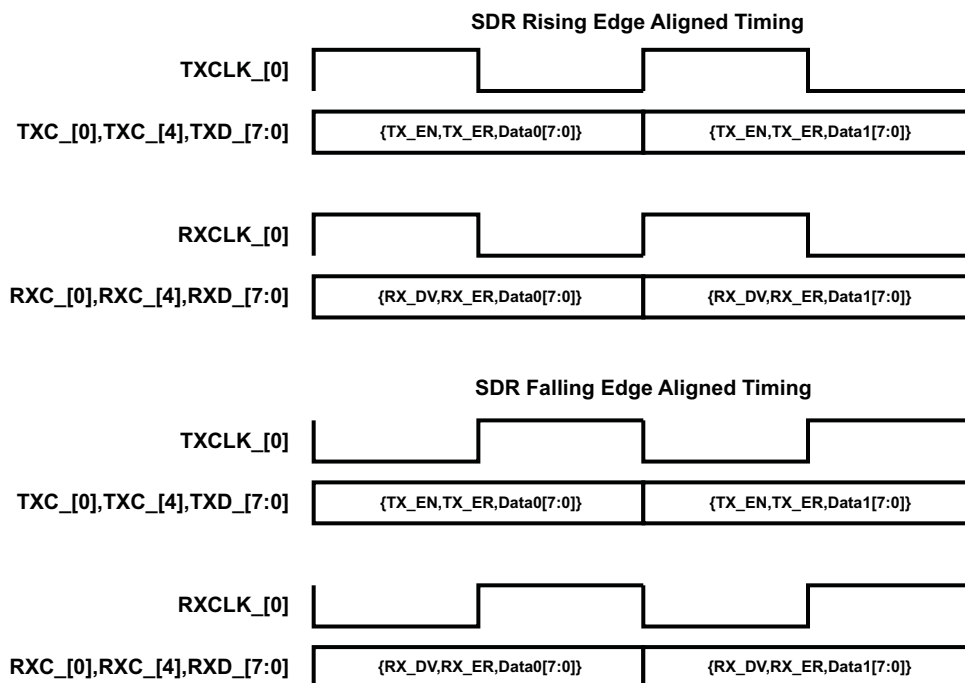 SDR Rising Edge Aligned Timing
TXCLK_[0]
TXC_[0],TXC_[4],TXD_[7:0] {TX_EN,TX_ER,Data0[7:0]} {TX_EN,TX_ER,Data1[7:0]}
RXCLK_[0]
RXC_[0],RXC_[4],RXD_[7:0] {RX_DV,RX_ER,Data0[7:0]} {RX_DV,RX_ER,Data1[7:0]}
SDR Falling Edge Aligned Timing
TXCLK_[0]
TXC_[0],TXC_[4],TXD_[7:0] {TX_EN,TX_ER,Data0[7:0]} {TX_EN,TX_ER,Data1[7:0]}
RXCLK_[0]
RXC_[0],RXC_[4],RXD_[7:0] {RX_DV,RX_ER,Data0[7:0]} {RX_DV,RX_ER,Data1[7:0]}